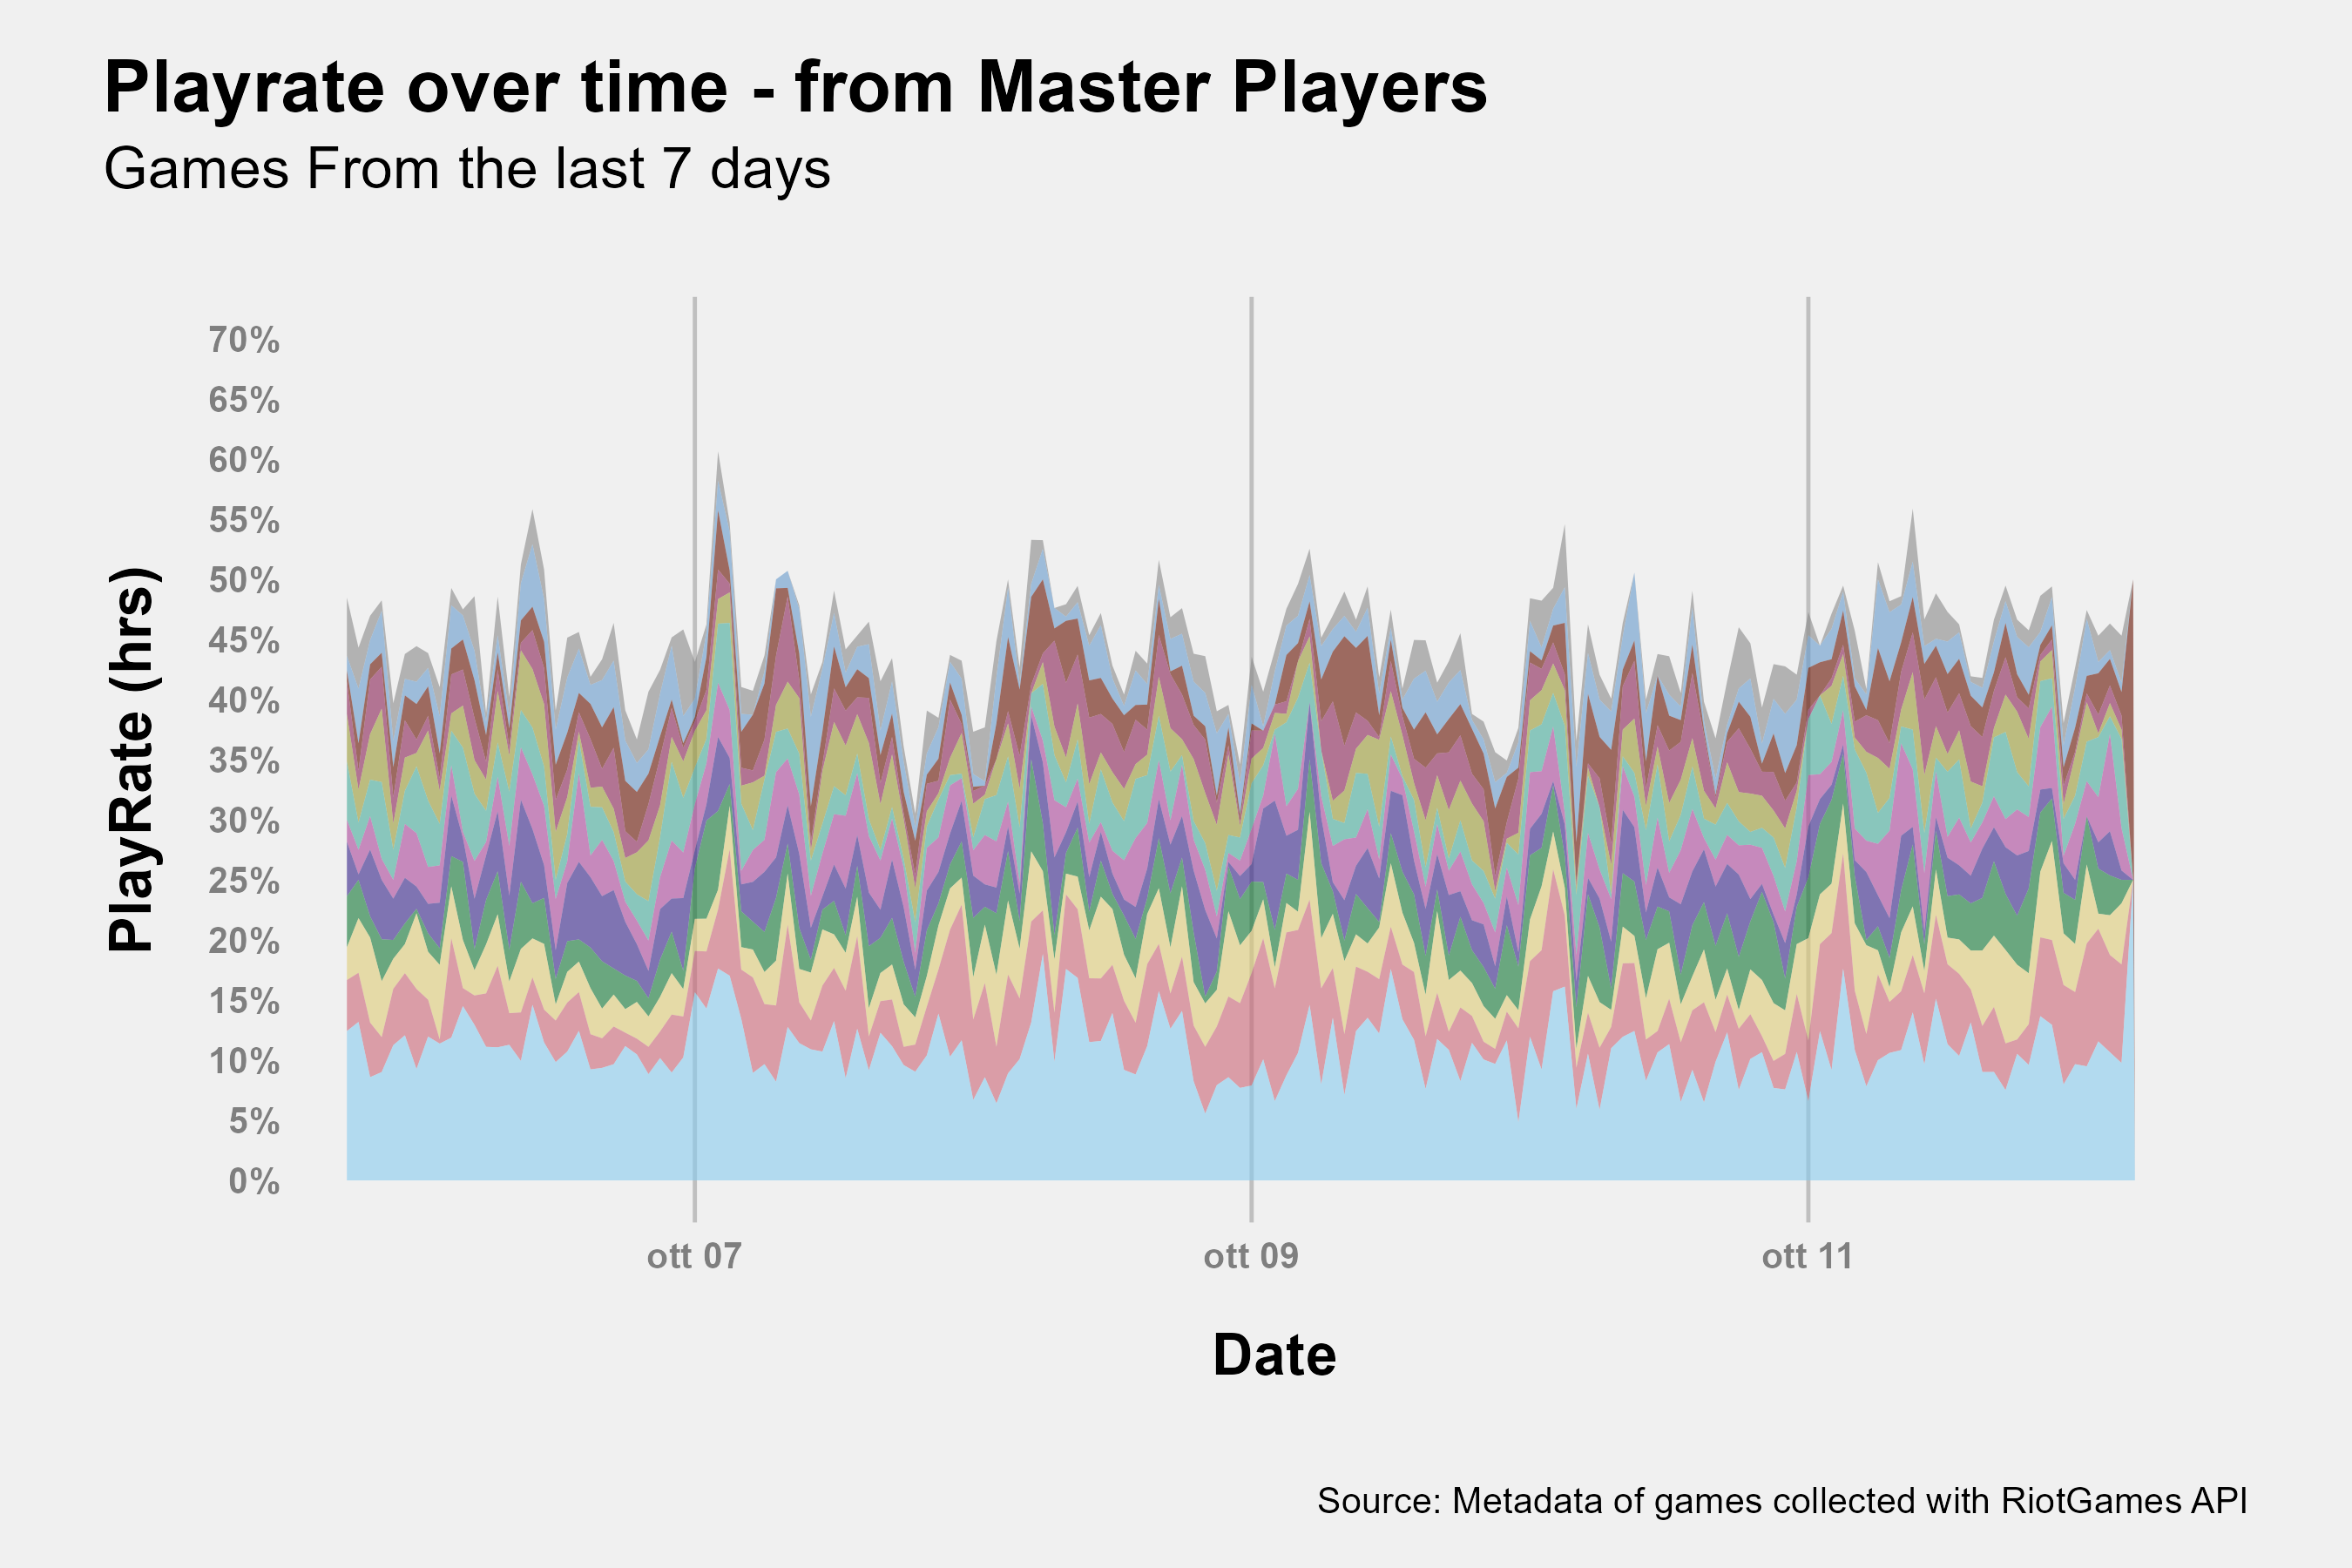 Playrate over time - from Master Players
Games From the last 7 days
PlayRate (hrs)
70%
65%
60%
55%
50%
45%
40%
35%
30%
25%
20%
15%
10%
5%
0%
ott 07
ott 09
ott 11
Date
Source: Metadata of games collected with RiotGames API